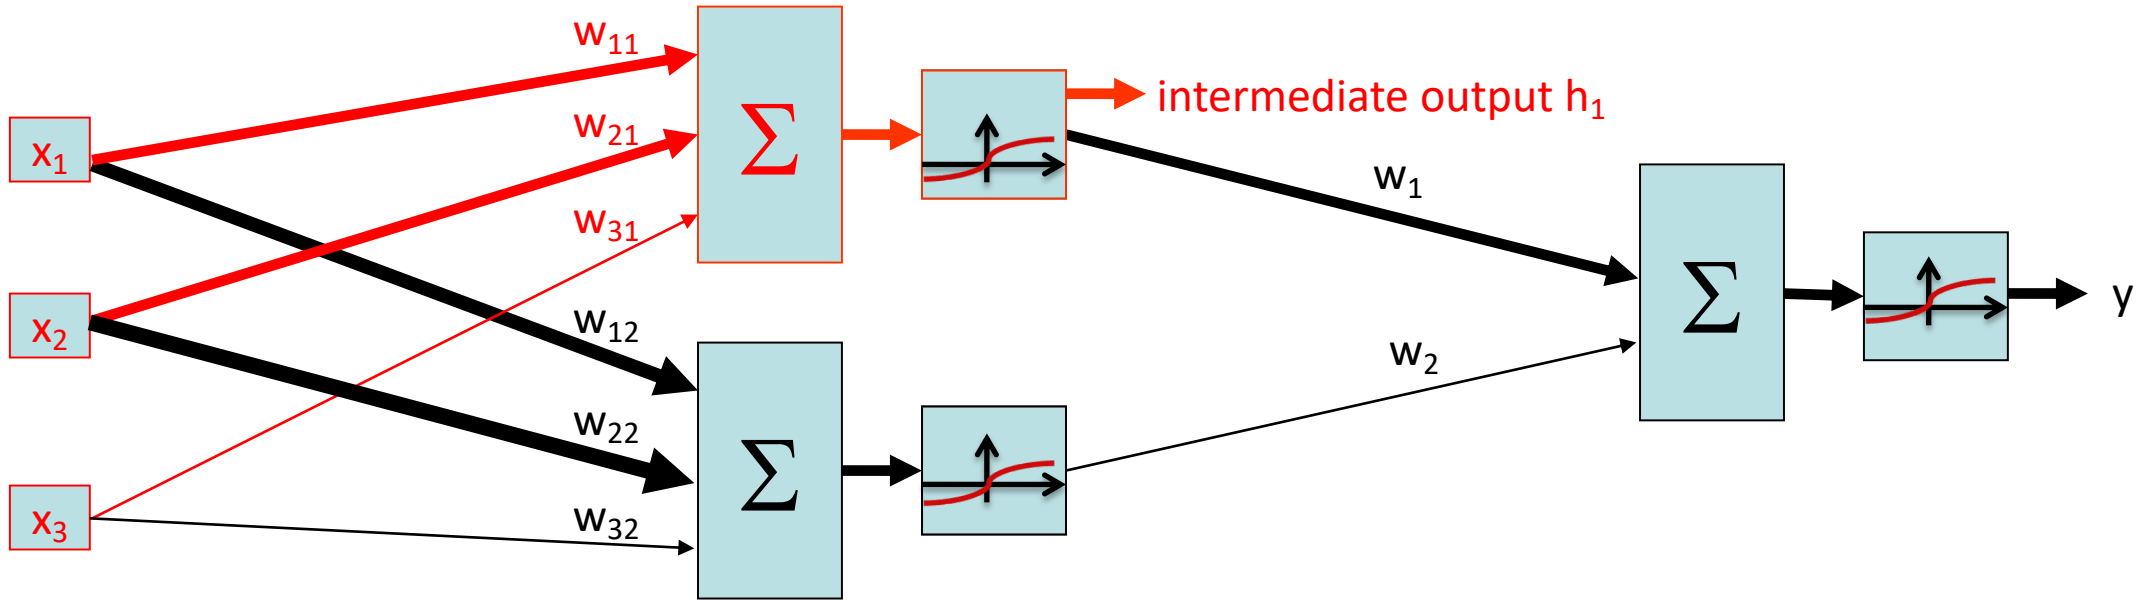 w₁₁
intermediate output h₁
w₂₁
Σ
x₁
w₁
w₃₁
Σ
y
x₂
w₁₂
w₂
w₂₂
Σ
x₃
w₃₂